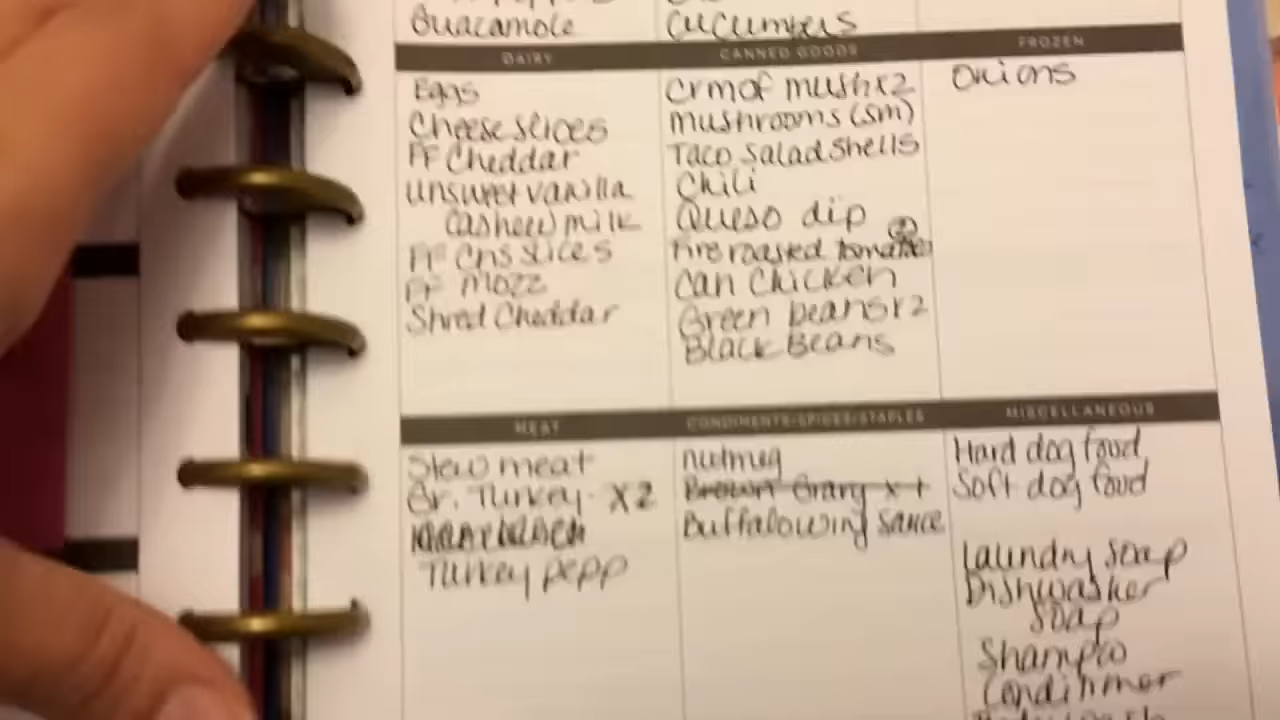 Guacamole
Cucumbers
DAIRY
Eggs
Cheese slices
FF Cheddar
Unsweet vanilla
Cashew milk
FF Chs slices
FF Mozz
Shred Cheddar
CANNED GOODS
Crm of mush x2
Mushrooms (sm)
Taco Salad Shells
Chili
Queso dip
Fire roasted tomatoes
Can Chicken
Green beans x2
Black Beans
FROZEN
Onions
MEAT
Stew meat
Gr. Turkey X2
Turkey pepp
CONDIMENTS/SPICES/STAPLES
nutmeg
Brown Gravy x 1
Buffalo wing sauce
MISCELLANEOUS
Hard dog food
Soft dog food
Laundry soap
Dishwasher
soap
Shampoo
Conditioner